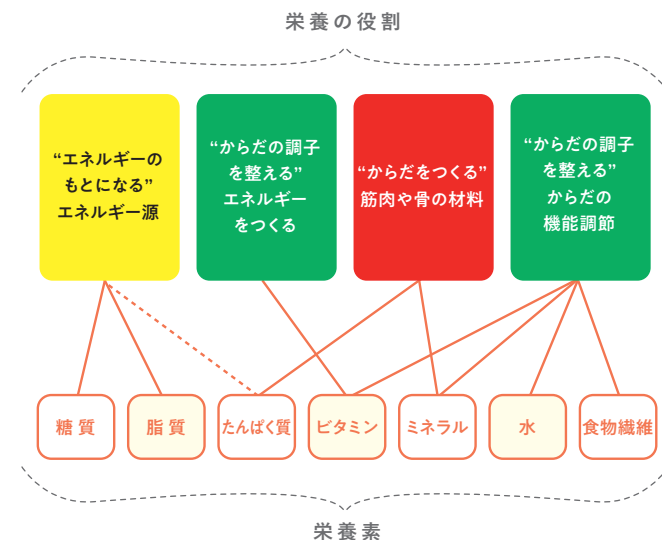 栄養の役割
“エネルギーの
もとになる”
エネルギー源
“からだの調子
を整える”
エネルギー
をつくる
“からだをつくる”
筋肉や骨の材料
“からだの調子
を整える”
からだの
機能調節
糖質
脂質
たんぱく質
ビタミン
ミネラル
水
食物繊維
栄養素